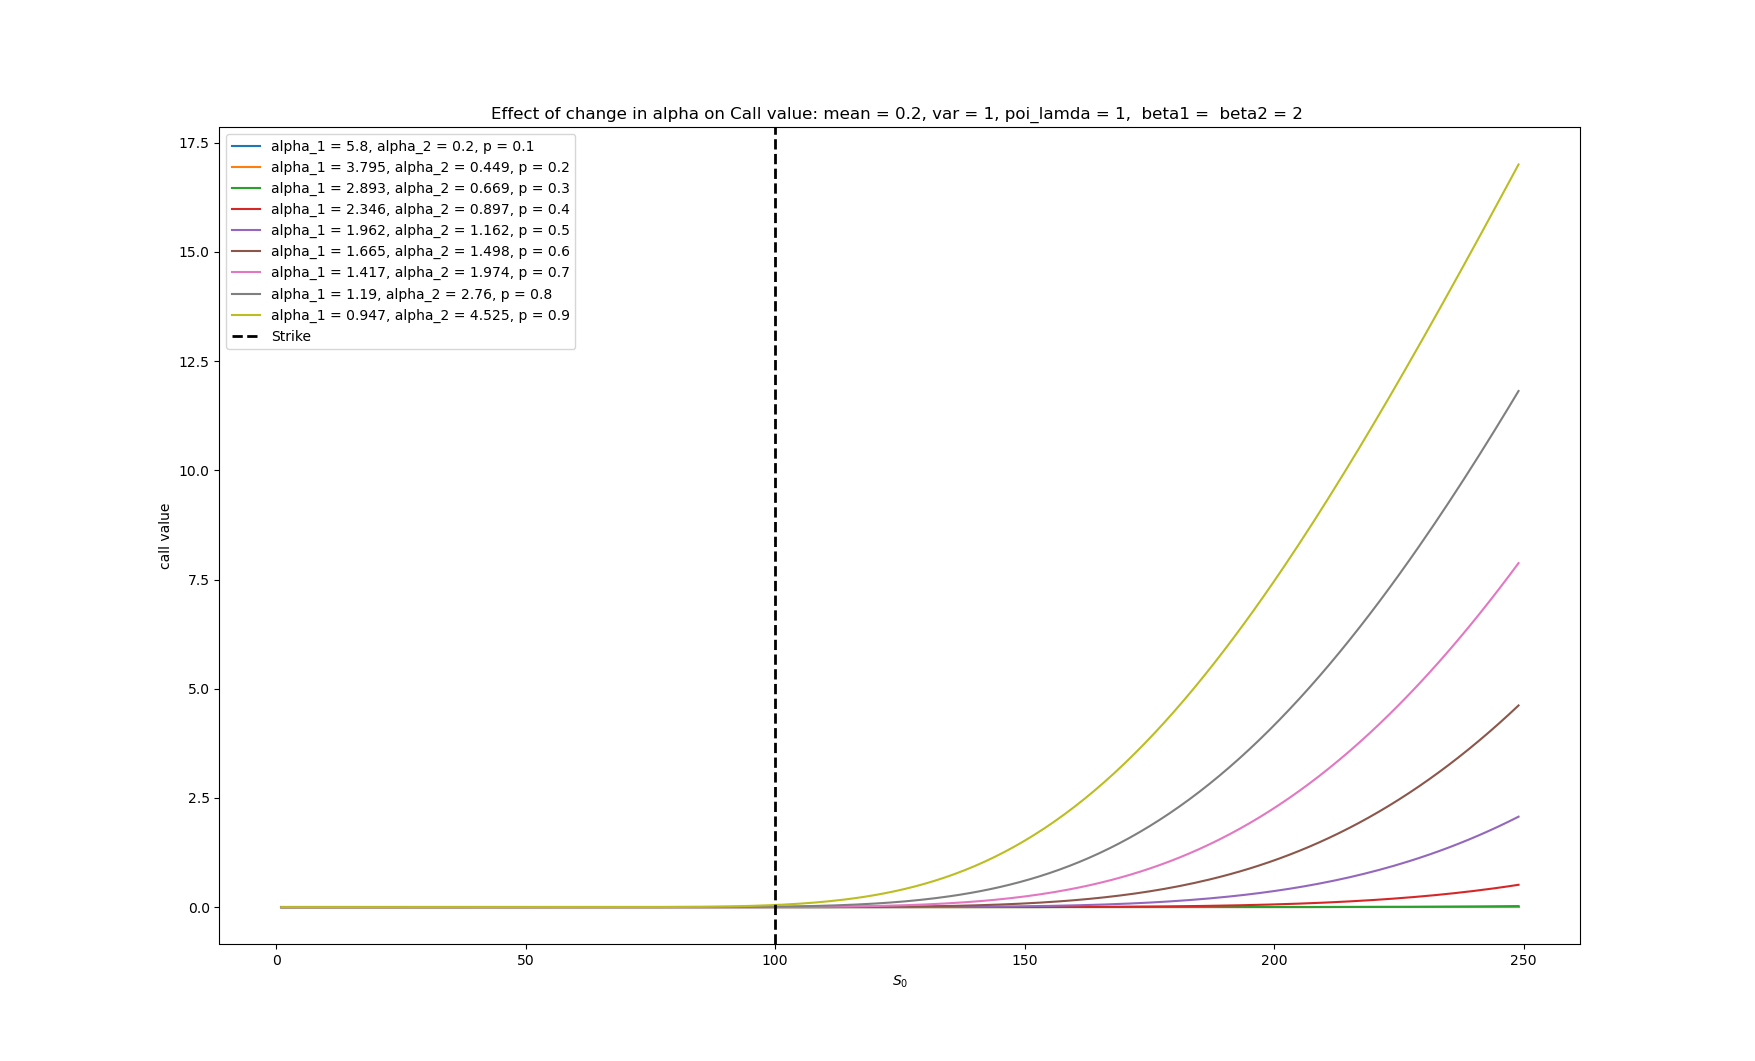 Effect of change in alpha on Call value: mean = 0.2, var = 1, poi_lamda = 1,  beta1 =  beta2 = 2
17.5
15.0
12.5
10.0
7.5
5.0
2.5
0.0
call value
alpha_1 = 5.8, alpha_2 = 0.2, p = 0.1
alpha_1 = 3.795, alpha_2 = 0.449, p = 0.2
alpha_1 = 2.893, alpha_2 = 0.669, p = 0.3
alpha_1 = 2.346, alpha_2 = 0.897, p = 0.4
alpha_1 = 1.962, alpha_2 = 1.162, p = 0.5
alpha_1 = 1.665, alpha_2 = 1.498, p = 0.6
alpha_1 = 1.417, alpha_2 = 1.974, p = 0.7
alpha_1 = 1.19, alpha_2 = 2.76, p = 0.8
alpha_1 = 0.947, alpha_2 = 4.525, p = 0.9
Strike
0 50 100 150 200 250
S₀